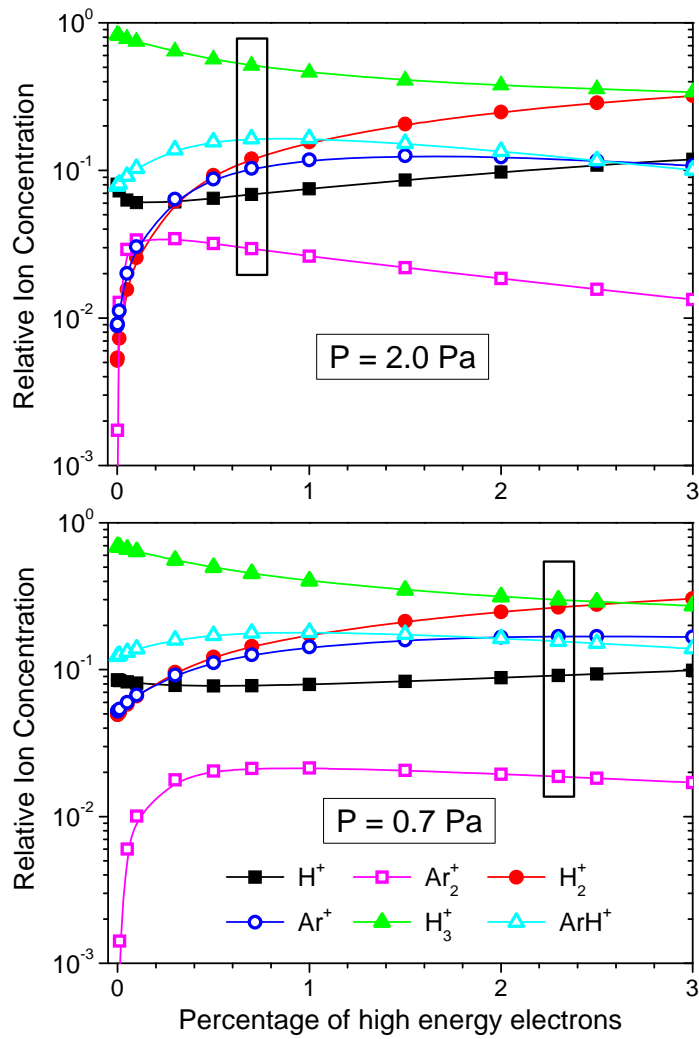 10⁰
10⁻¹
10⁻²
10⁻³
Relative Ion Concentration
P = 2.0 Pa
0 1 2 3
10⁰
10⁻¹
10⁻²
10⁻³
Relative Ion Concentration
P = 0.7 Pa
H⁺ Ar₂⁺ H₂⁺
Ar⁺ H₃⁺ ArH⁺
0 1 2 3
Percentage of high energy electrons